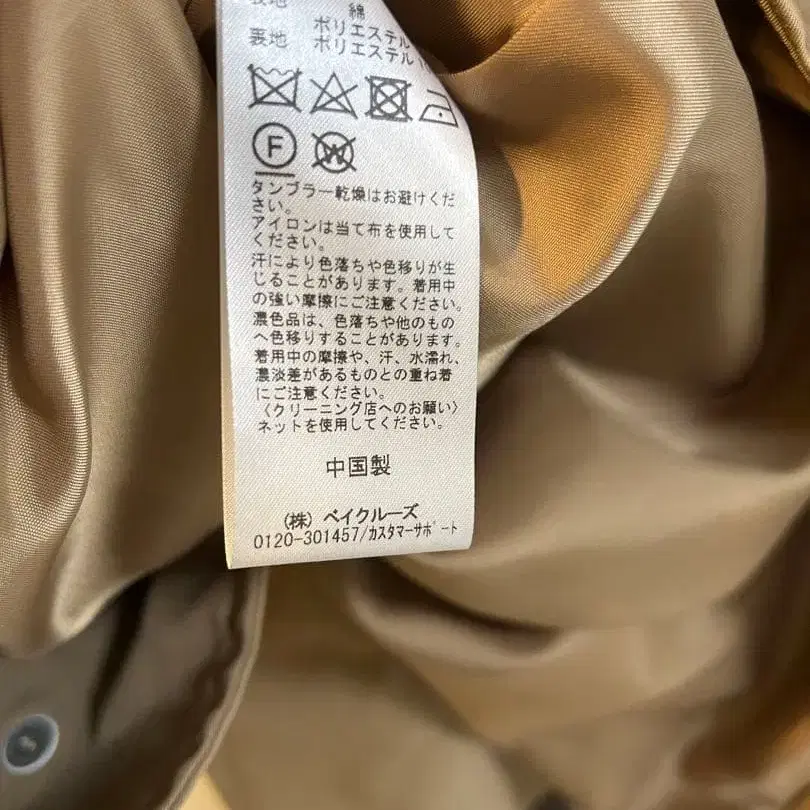 表地 綿
ポリエステル
裏地 ポリエステル
F W
タンブラー乾燥はお避けくだ
さい。
アイロンは当て布を使用して
ください。
汗により色落ちや色移りが生
じることがあります。着用中
の強い摩擦にご注意ください。
濃色品は、色落ちや他のもの
へ色移りすることがあります。
着用中の摩擦や、汗、水濡れ、
濃淡差があるものとの重ね着
にご注意ください。
〈クリーニング店へのお願い〉
ネットを使用してください。
中国製
(株) ベイクルーズ
0120-301457/カスタマーサポート